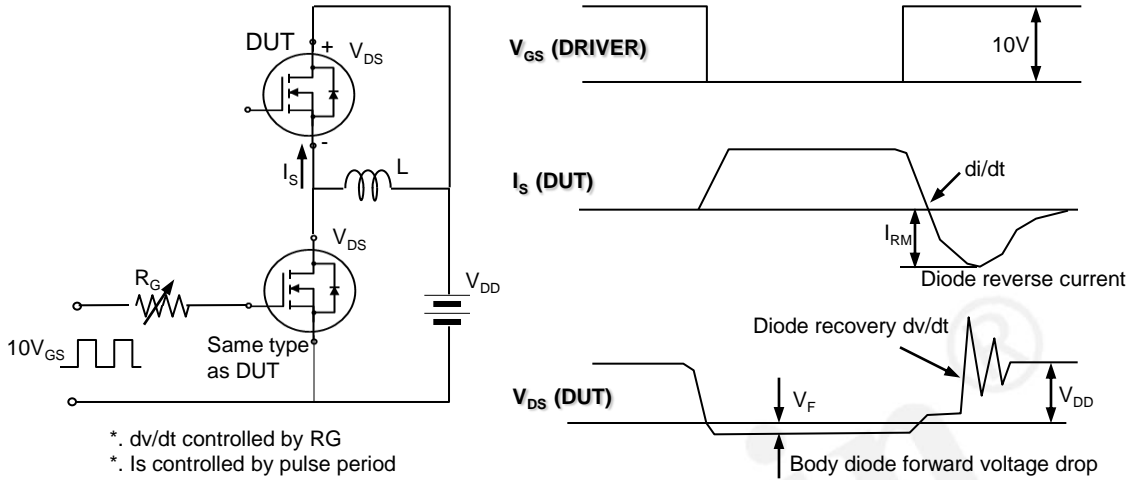 DUT
+
V_DS
-
I_S
L
V_DS
R_G
V_DD
10V_GS
Same type
as DUT
*. dv/dt controlled by RG
*. Is controlled by pulse period
V_GS (DRIVER)
10V
I_S (DUT)
di/dt
I_RM
Diode reverse current
Diode recovery dv/dt
V_DS (DUT)
V_F
V_DD
Body diode forward voltage drop
®